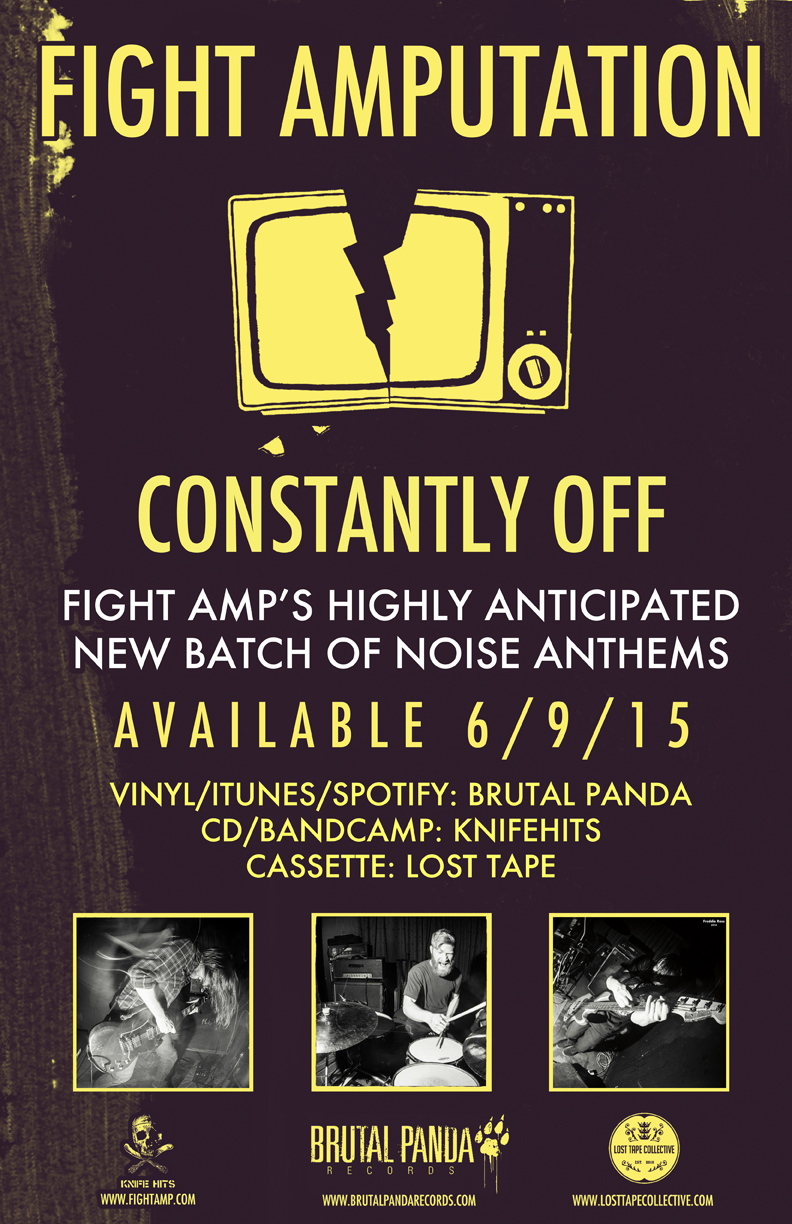 FIGHT AMPUTATION
CONSTANTLY OFF
FIGHT AMP'S HIGHLY ANTICIPATED
NEW BATCH OF NOISE ANTHEMS
AVAILABLE 6/9/15
VINYL/ITUNES/SPOTIFY: BRUTAL PANDA
CD/BANDCAMP: KNIFEHITS
CASSETTE: LOST TAPE
KNIFE HITS
WWW.FIGHTAMP.COM
BRUTAL PANDA
RECORDS
WWW.BRUTALPANDARECORDS.COM
LOST TAPE COLLECTIVE
WWW.LOSTTAPECOLLECTIVE.COM